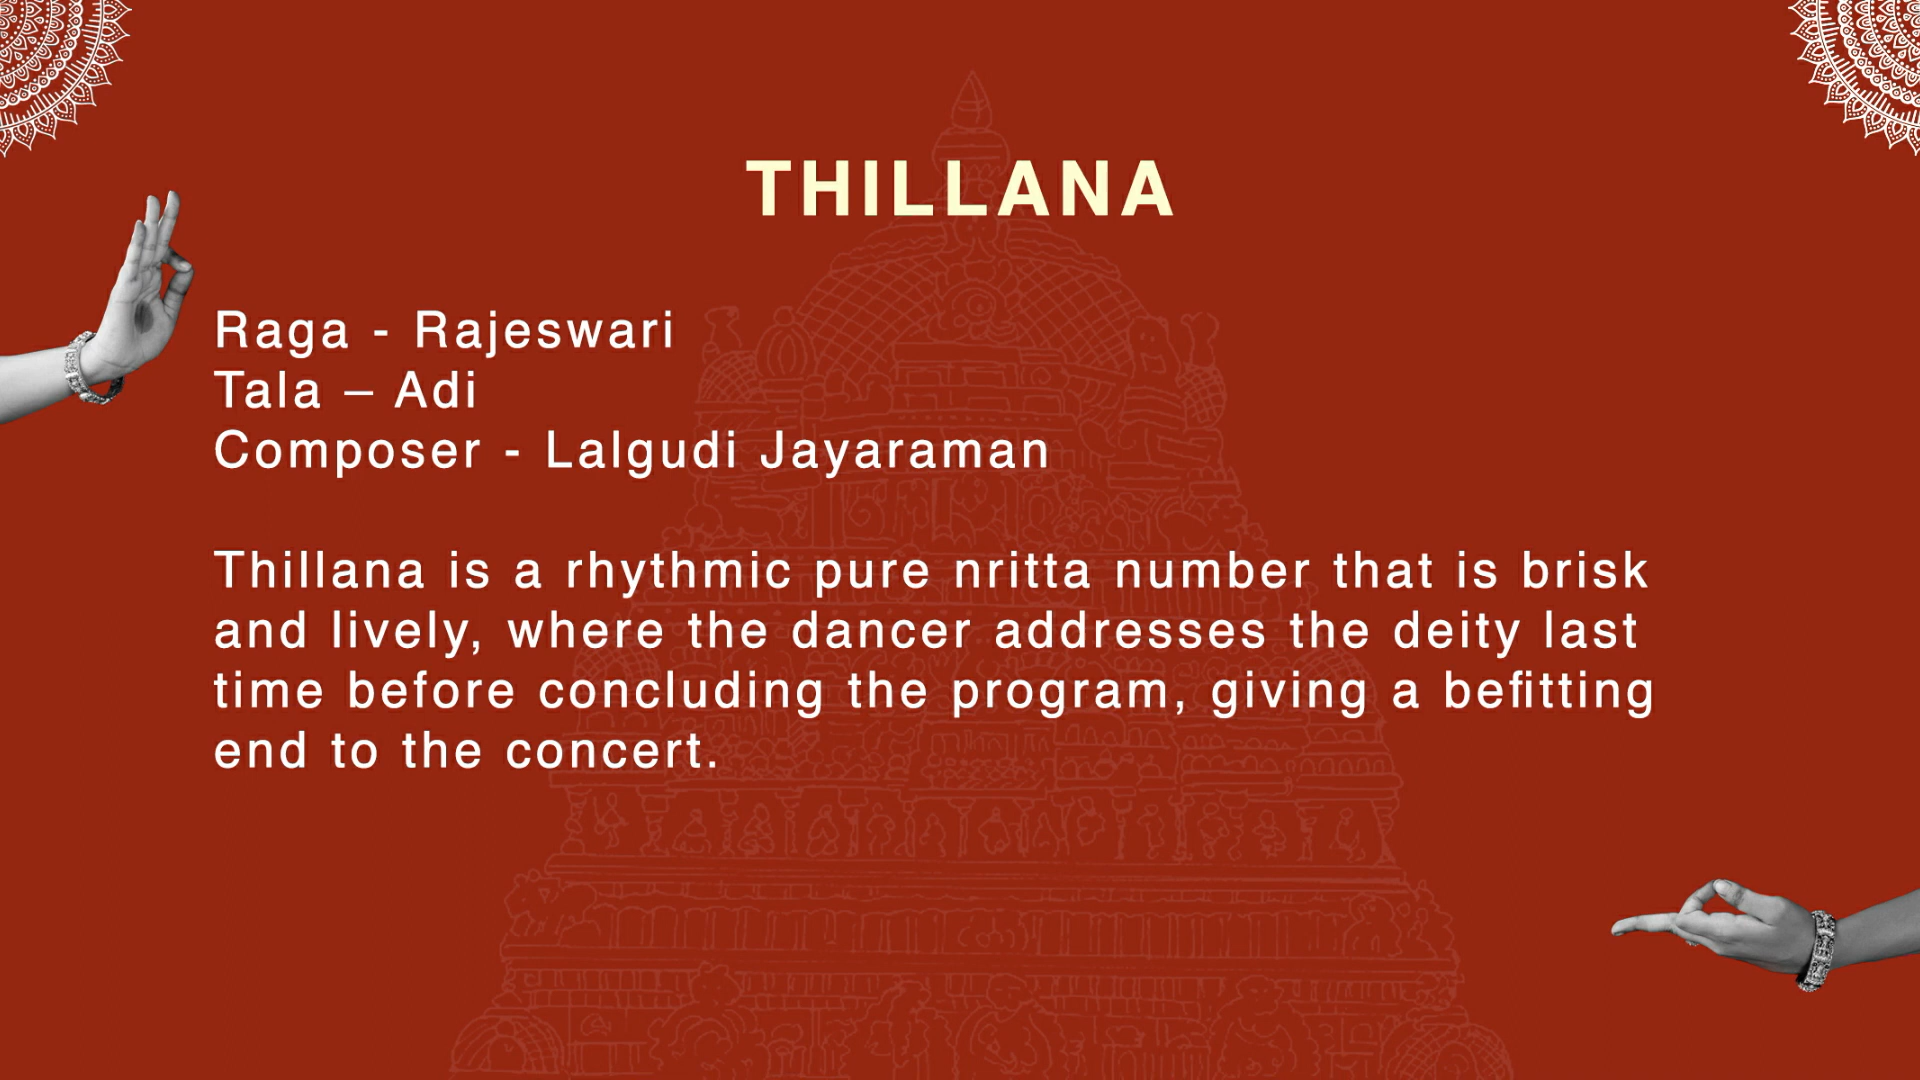 THILLANA
Raga - Rajeswari
Tala – Adi
Composer - Lalgudi Jayaraman
Thillana is a rhythmic pure nritta number that is brisk
and lively, where the dancer addresses the deity last
time before concluding the program, giving a befitting
end to the concert.